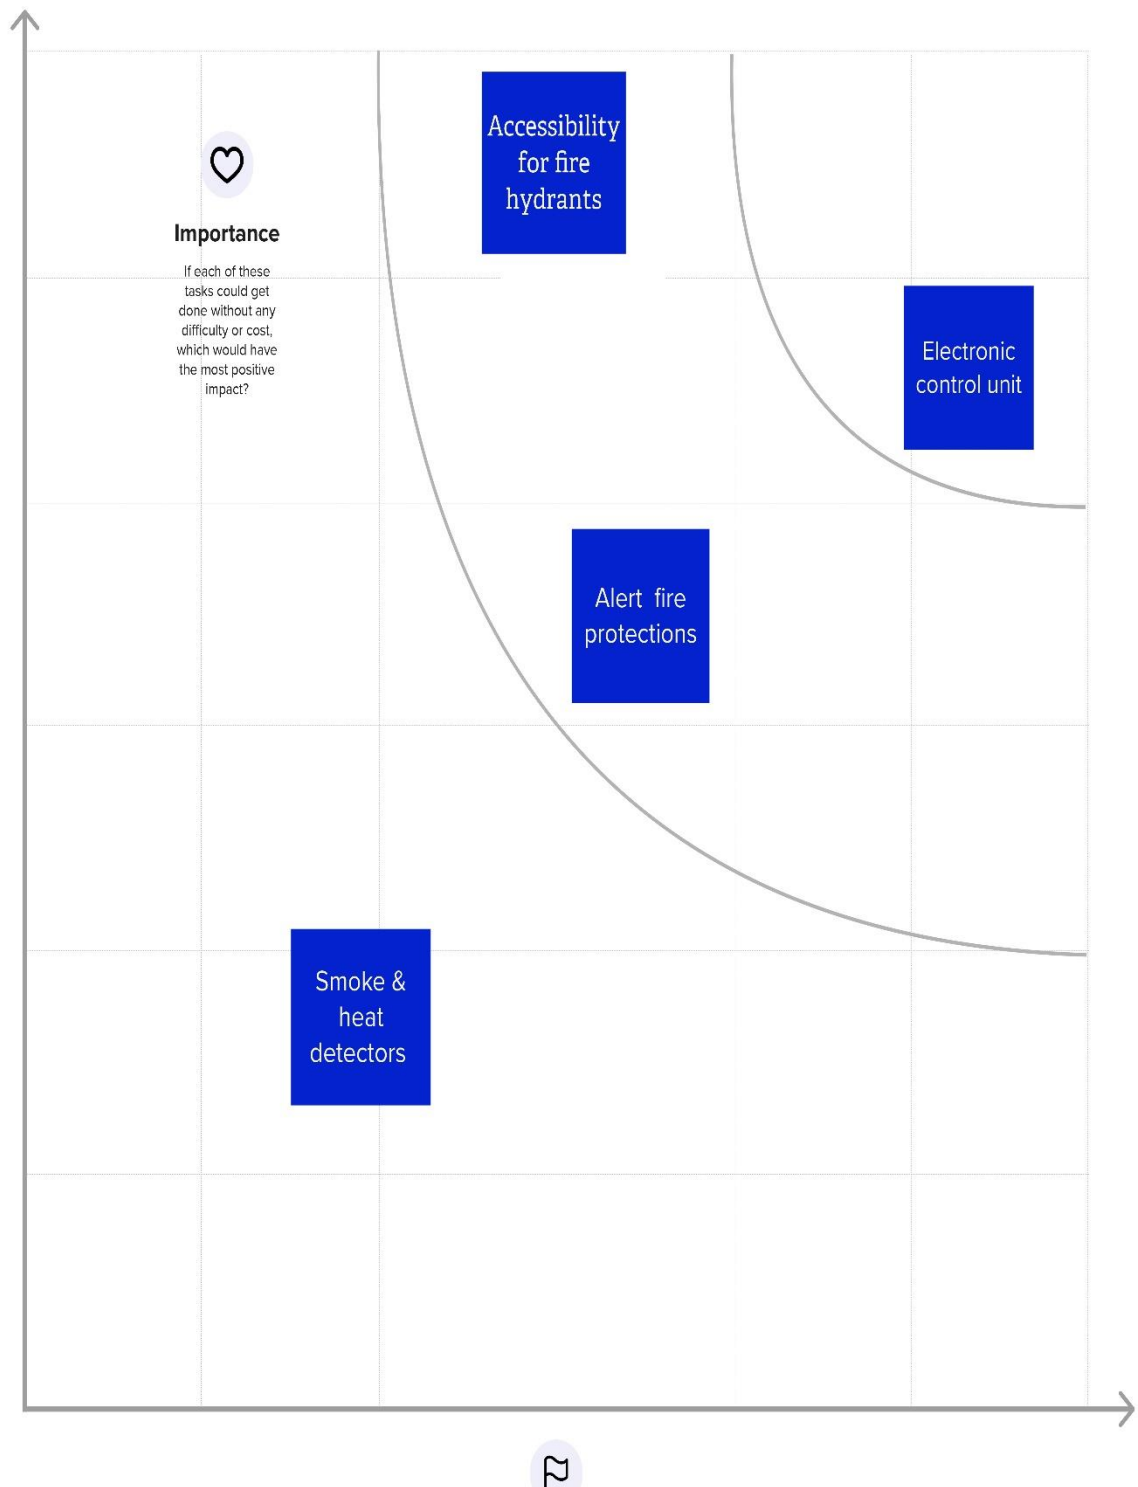 Accessibility
for fire
hydrants
Importance
If each of these
tasks could get
done without any
difficulty or cost,
which would have
the most positive
impact?
Electronic
control unit
Alert fire
protections
Smoke &
heat
detectors